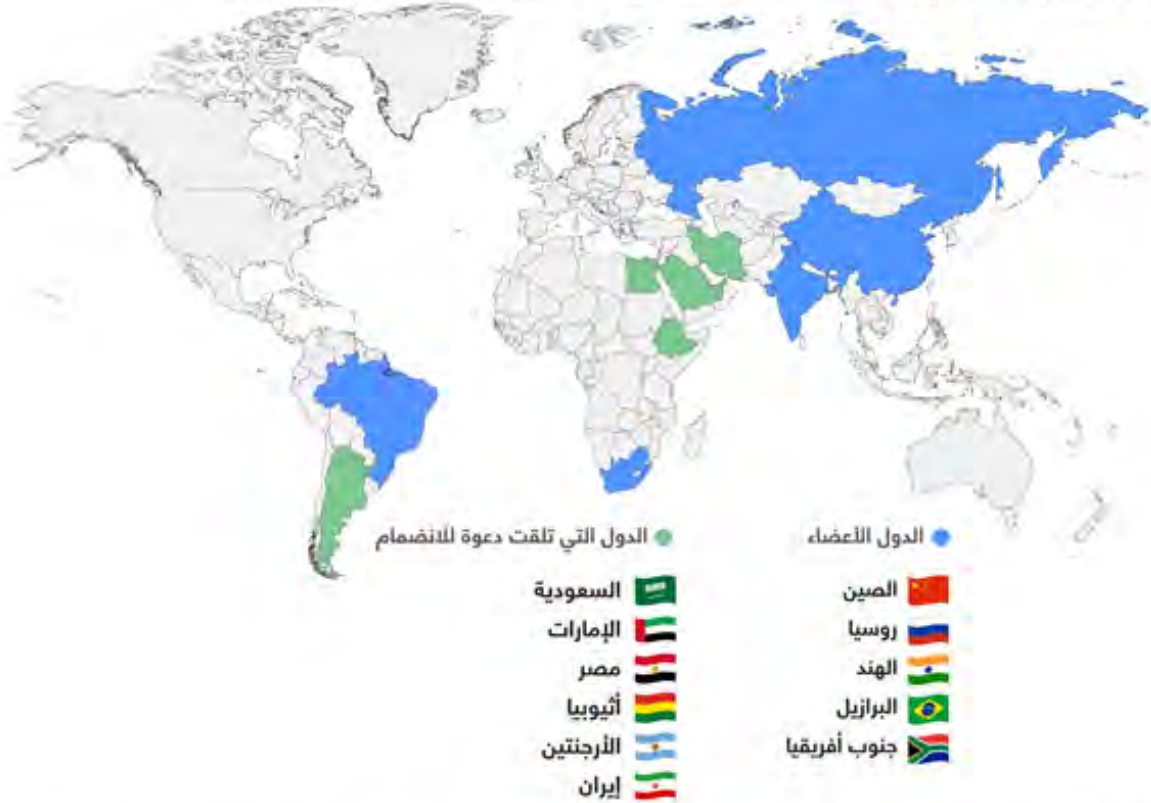 الدول الأعضاء
الصين
روسيا
الهند
البرازيل
جنوب أفريقيا
الدول التي تلقت دعوة للانضمام
السعودية
الإمارات
مصر
أثيوبيا
الأرجنتين
إيران